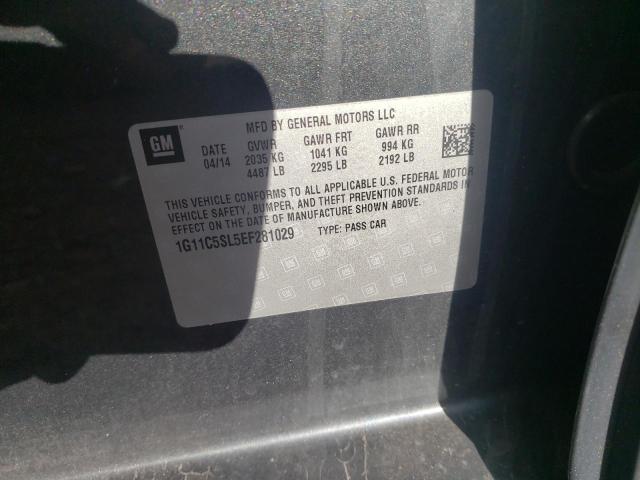 MFD BY GENERAL MOTORS LLC
GM
DATE GVWR GAWR FRT GAWR RR
04/14 2035 KG 1041 KG 994 KG
4487 LB 2295 LB 2192 LB
THIS VEHICLE CONFORMS TO ALL APPLICABLE U.S. FEDERAL MOTOR
VEHICLE SAFETY, BUMPER, AND THEFT PREVENTION STANDARDS IN
EFFECT ON THE DATE OF MANUFACTURE SHOWN ABOVE.
1G11C5SL5EF281029 TYPE: PASS CAR